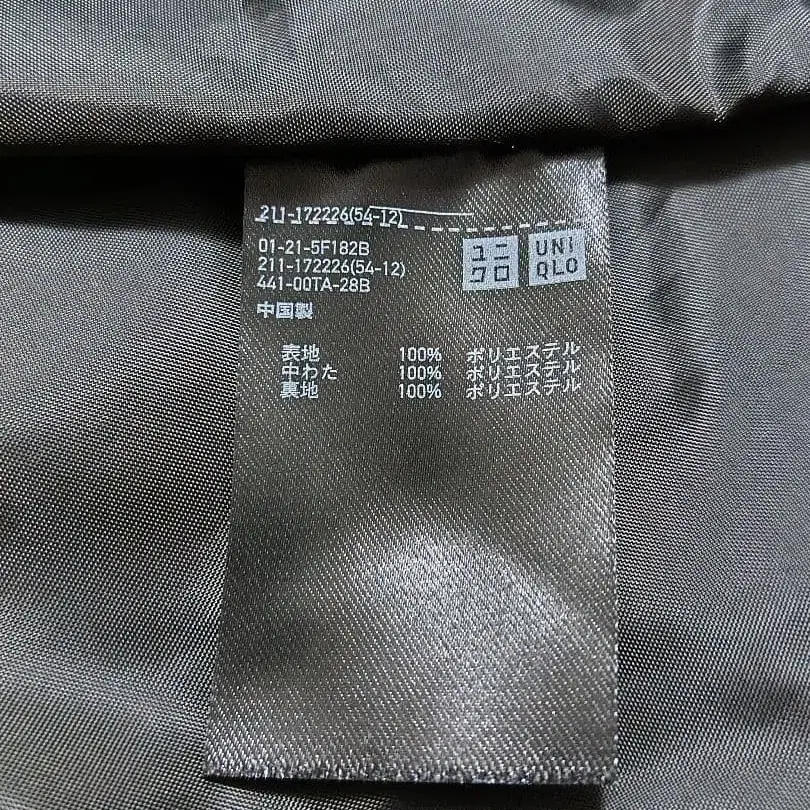 211-172226(54-12)
01-21-5F182B
211-172226(54-12)
441-00TA-28B
中国製
ユニ
クロ
UNI
QLO
表地 100% ポリエステル
中わた 100% ポリエステル
裏地 100% ポリエステル